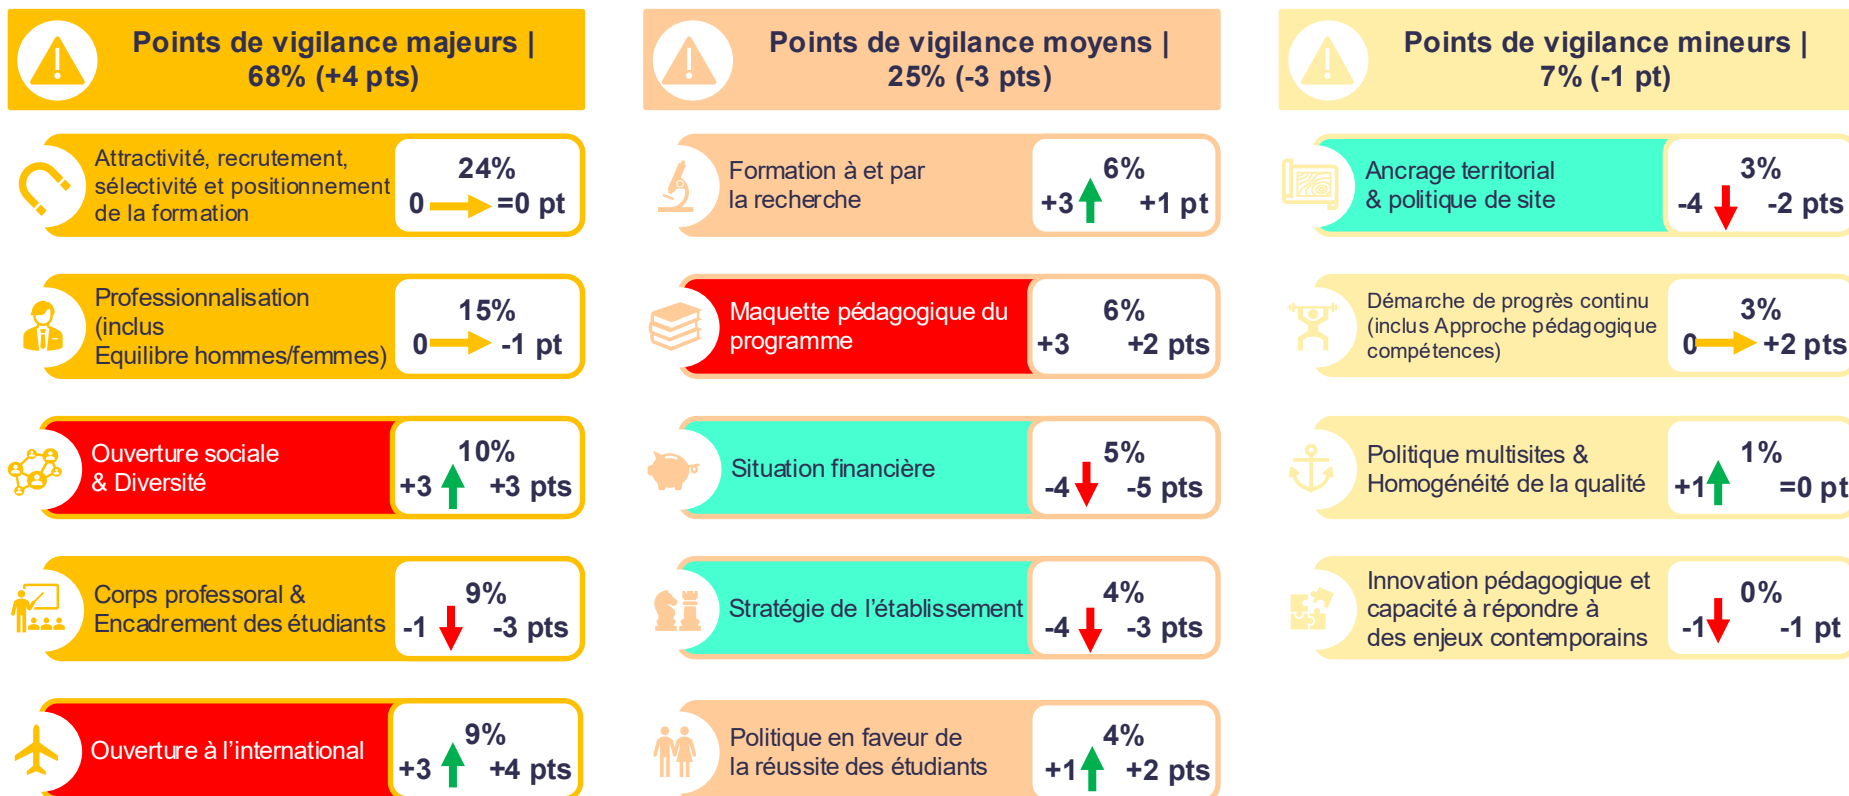 Points de vigilance majeurs |
68% (+4 pts)
Attractivité, recrutement,
sélectivité et positionnement
de la formation
24%
0 =0 pt
Professionnalisation
(inclus
Equilibre hommes/femmes)
15%
0 -1 pt
Ouverture sociale
& Diversité
10%
+3 +3 pts
Corps professoral &
Encadrement des étudiants
9%
-1 -3 pts
Ouverture à l'international
9%
+3 +4 pts
Points de vigilance moyens |
25% (-3 pts)
Formation à et par
la recherche
6%
+3 +1 pt
Maquette pédagogique du
programme
6%
+3 +2 pts
Situation financière
5%
-4 -5 pts
Stratégie de l'établissement
4%
-4 -3 pts
Politique en faveur de
la réussite des étudiants
4%
+1 +2 pts
Points de vigilance mineurs |
7% (-1 pt)
Ancrage territorial
& politique de site
3%
-4 -2 pts
Démarche de progrès continu
(inclus Approche pédagogique
compétences)
3%
0 +2 pts
Politique multisites &
Homogénéité de la qualité
1%
+1 =0 pt
Innovation pédagogique et
capacité à répondre à
des enjeux contemporains
0%
-1 -1 pt